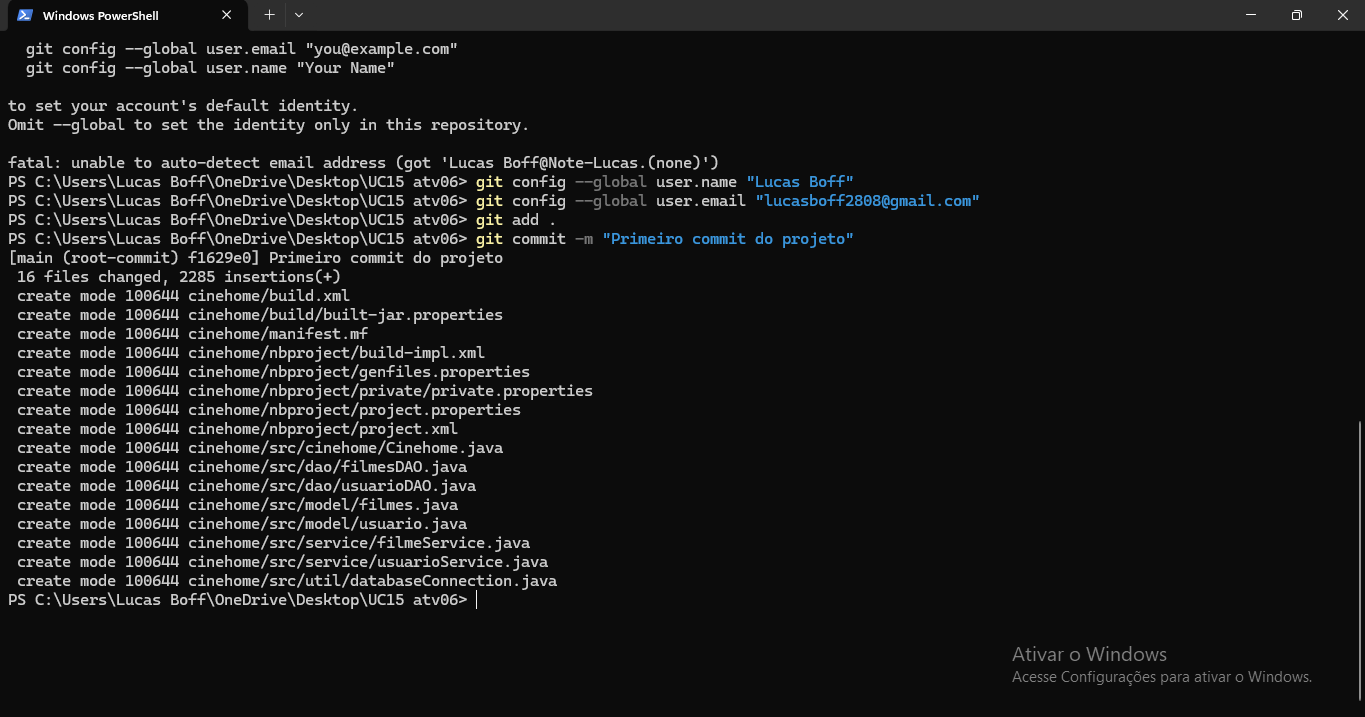 Windows PowerShell
git config --global user.email "you@example.com"
git config --global user.name "Your Name"
to set your account's default identity.
Omit --global to set the identity only in this repository.
fatal: unable to auto-detect email address (got 'Lucas Boff@Note-Lucas.(none)')
PS C:\Users\Lucas Boff\OneDrive\Desktop\UC15 atv06> git config --global user.name "Lucas Boff"
PS C:\Users\Lucas Boff\OneDrive\Desktop\UC15 atv06> git config --global user.email "lucasboff2808@gmail.com"
PS C:\Users\Lucas Boff\OneDrive\Desktop\UC15 atv06> git add .
PS C:\Users\Lucas Boff\OneDrive\Desktop\UC15 atv06> git commit -m "Primeiro commit do projeto"
[main (root-commit) f1629e0] Primeiro commit do projeto
16 files changed, 2285 insertions(+)
create mode 100644 cinehome/build.xml
create mode 100644 cinehome/build/built-jar.properties
create mode 100644 cinehome/manifest.mf
create mode 100644 cinehome/nbproject/build-impl.xml
create mode 100644 cinehome/nbproject/genfiles.properties
create mode 100644 cinehome/nbproject/private/private.properties
create mode 100644 cinehome/nbproject/project.properties
create mode 100644 cinehome/nbproject/project.xml
create mode 100644 cinehome/src/cinehome/Cinehome.java
create mode 100644 cinehome/src/dao/filmesDAO.java
create mode 100644 cinehome/src/dao/usuarioDAO.java
create mode 100644 cinehome/src/model/filmes.java
create mode 100644 cinehome/src/model/usuario.java
create mode 100644 cinehome/src/service/filmeService.java
create mode 100644 cinehome/src/service/usuarioService.java
create mode 100644 cinehome/src/util/databaseConnection.java
PS C:\Users\Lucas Boff\OneDrive\Desktop\UC15 atv06>
Ativar o Windows
Acesse Configurações para ativar o Windows.